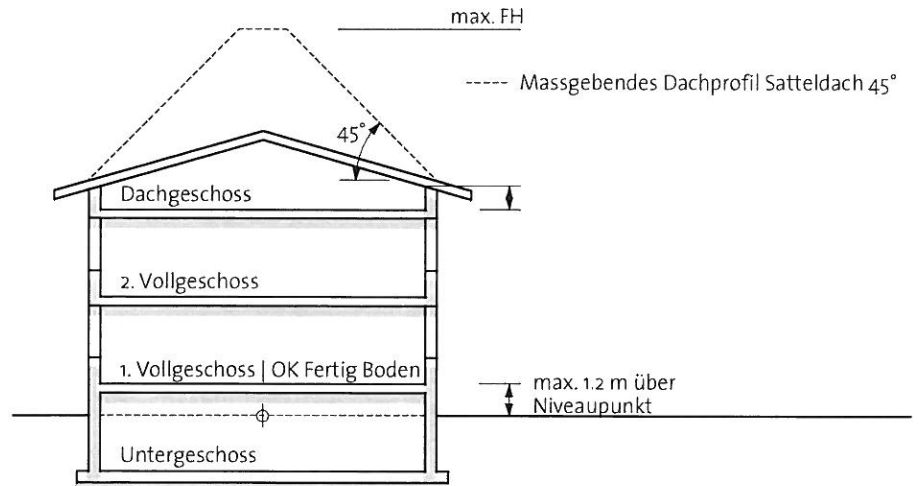 max. FH
Massgebendes Dachprofil Satteldach 45°
45°
Dachgeschoss
2. Vollgeschoss
1. Vollgeschoss | OK Fertig Boden
max. 1.2 m über
Niveaupunkt
Untergeschoss